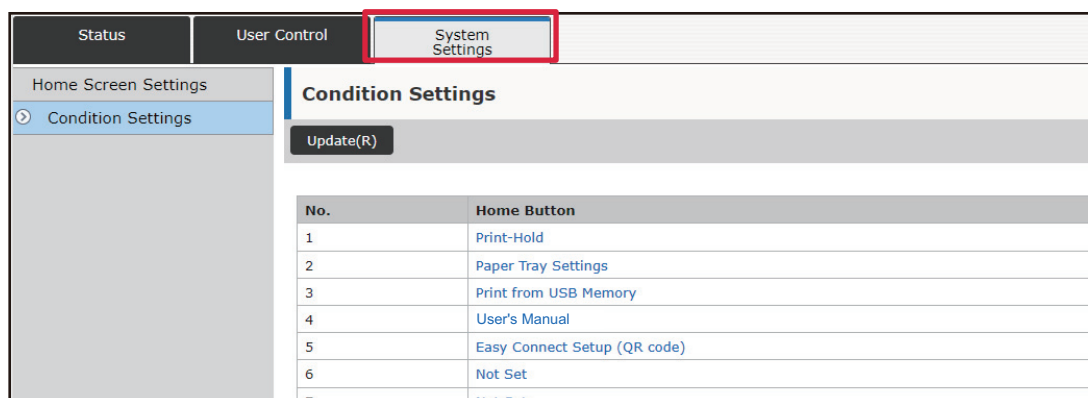 Status
User Control
System
Settings
Home Screen Settings
Condition Settings
Condition Settings
Update(R)
No. Home Button
1 Print-Hold
2 Paper Tray Settings
3 Print from USB Memory
4 User's Manual
5 Easy Connect Setup (QR code)
6 Not Set